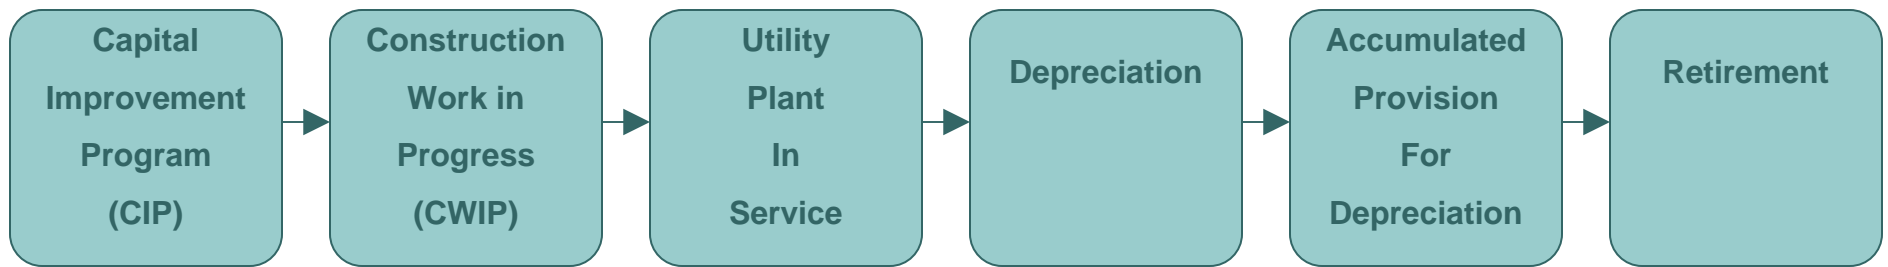 Capital
Improvement
Program
(CIP)
Construction
Work in
Progress
(CWIP)
Utility
Plant
In
Service
Depreciation
Accumulated
Provision
For
Depreciation
Retirement